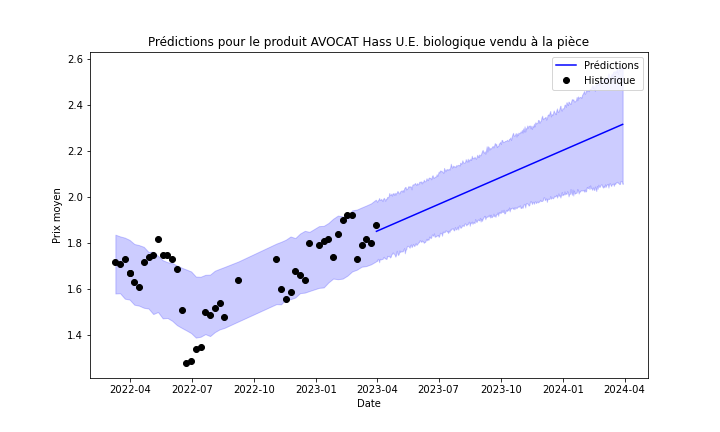 Prédictions pour le produit AVOCAT Hass U.E. biologique vendu à la pièce
Prédictions
Historique
2.6
2.4
2.2
2.0
1.8
1.6
1.4
Prix moyen
2022-04 2022-07 2022-10 2023-01 2023-04 2023-07 2023-10 2024-01 2024-04
Date